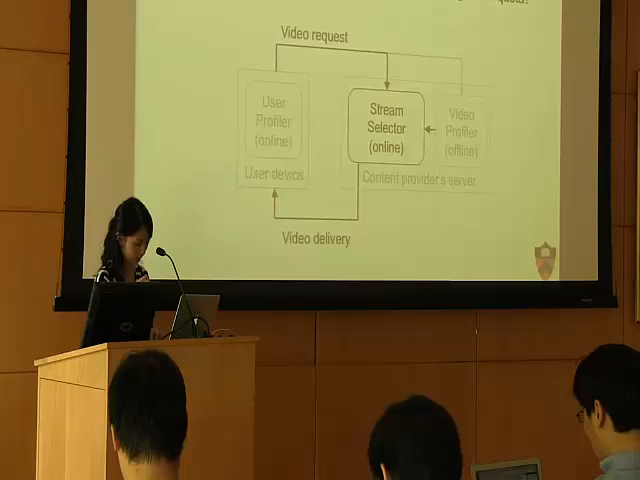 Video request
User
Profiler
(online)
User device
Stream
Selector
(online)
Video
Profiler
(offline)
Content provider's server
Video delivery